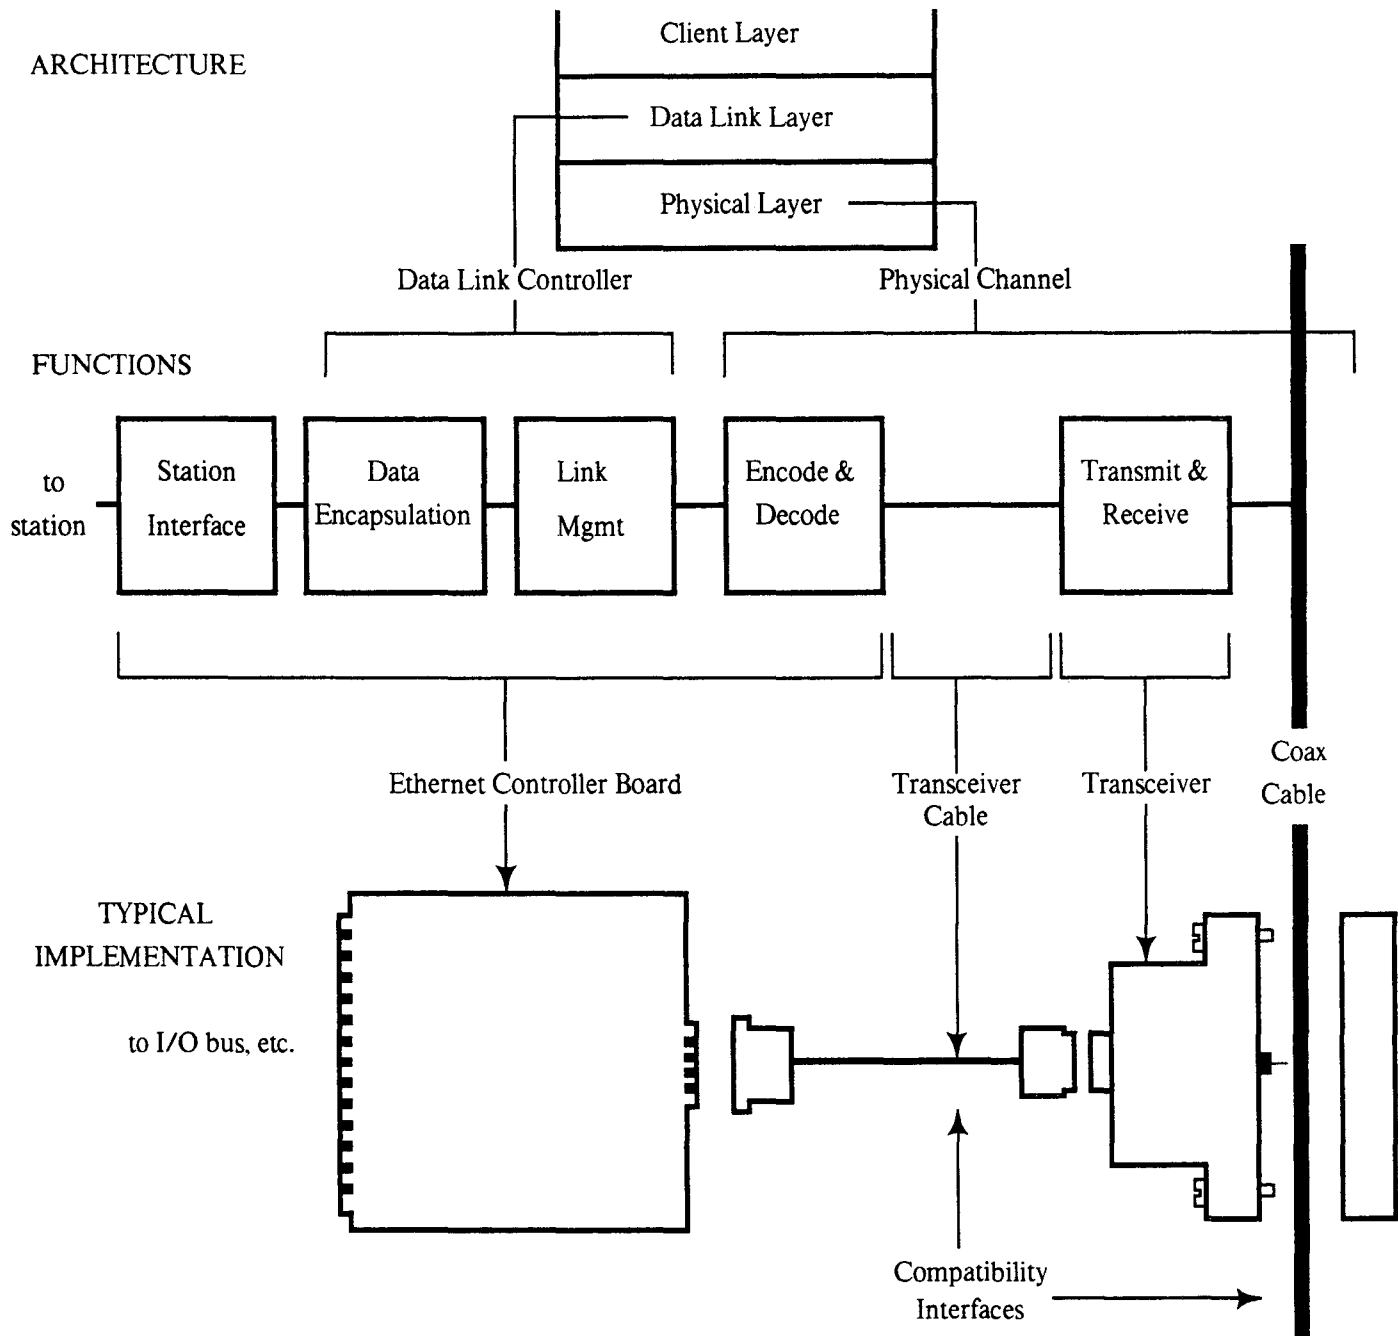 Client Layer
ARCHITECTURE
Data Link Layer
Physical Layer
Data Link Controller
Physical Channel
FUNCTIONS
to
station
Station
Interface
Data
Encapsulation
Link
Mgmt
Encode &
Decode
Transmit &
Receive
Coax
Cable
Ethernet Controller Board
Transceiver
Cable
Transceiver
TYPICAL
IMPLEMENTATION
to I/O bus, etc.
Compatibility
Interfaces